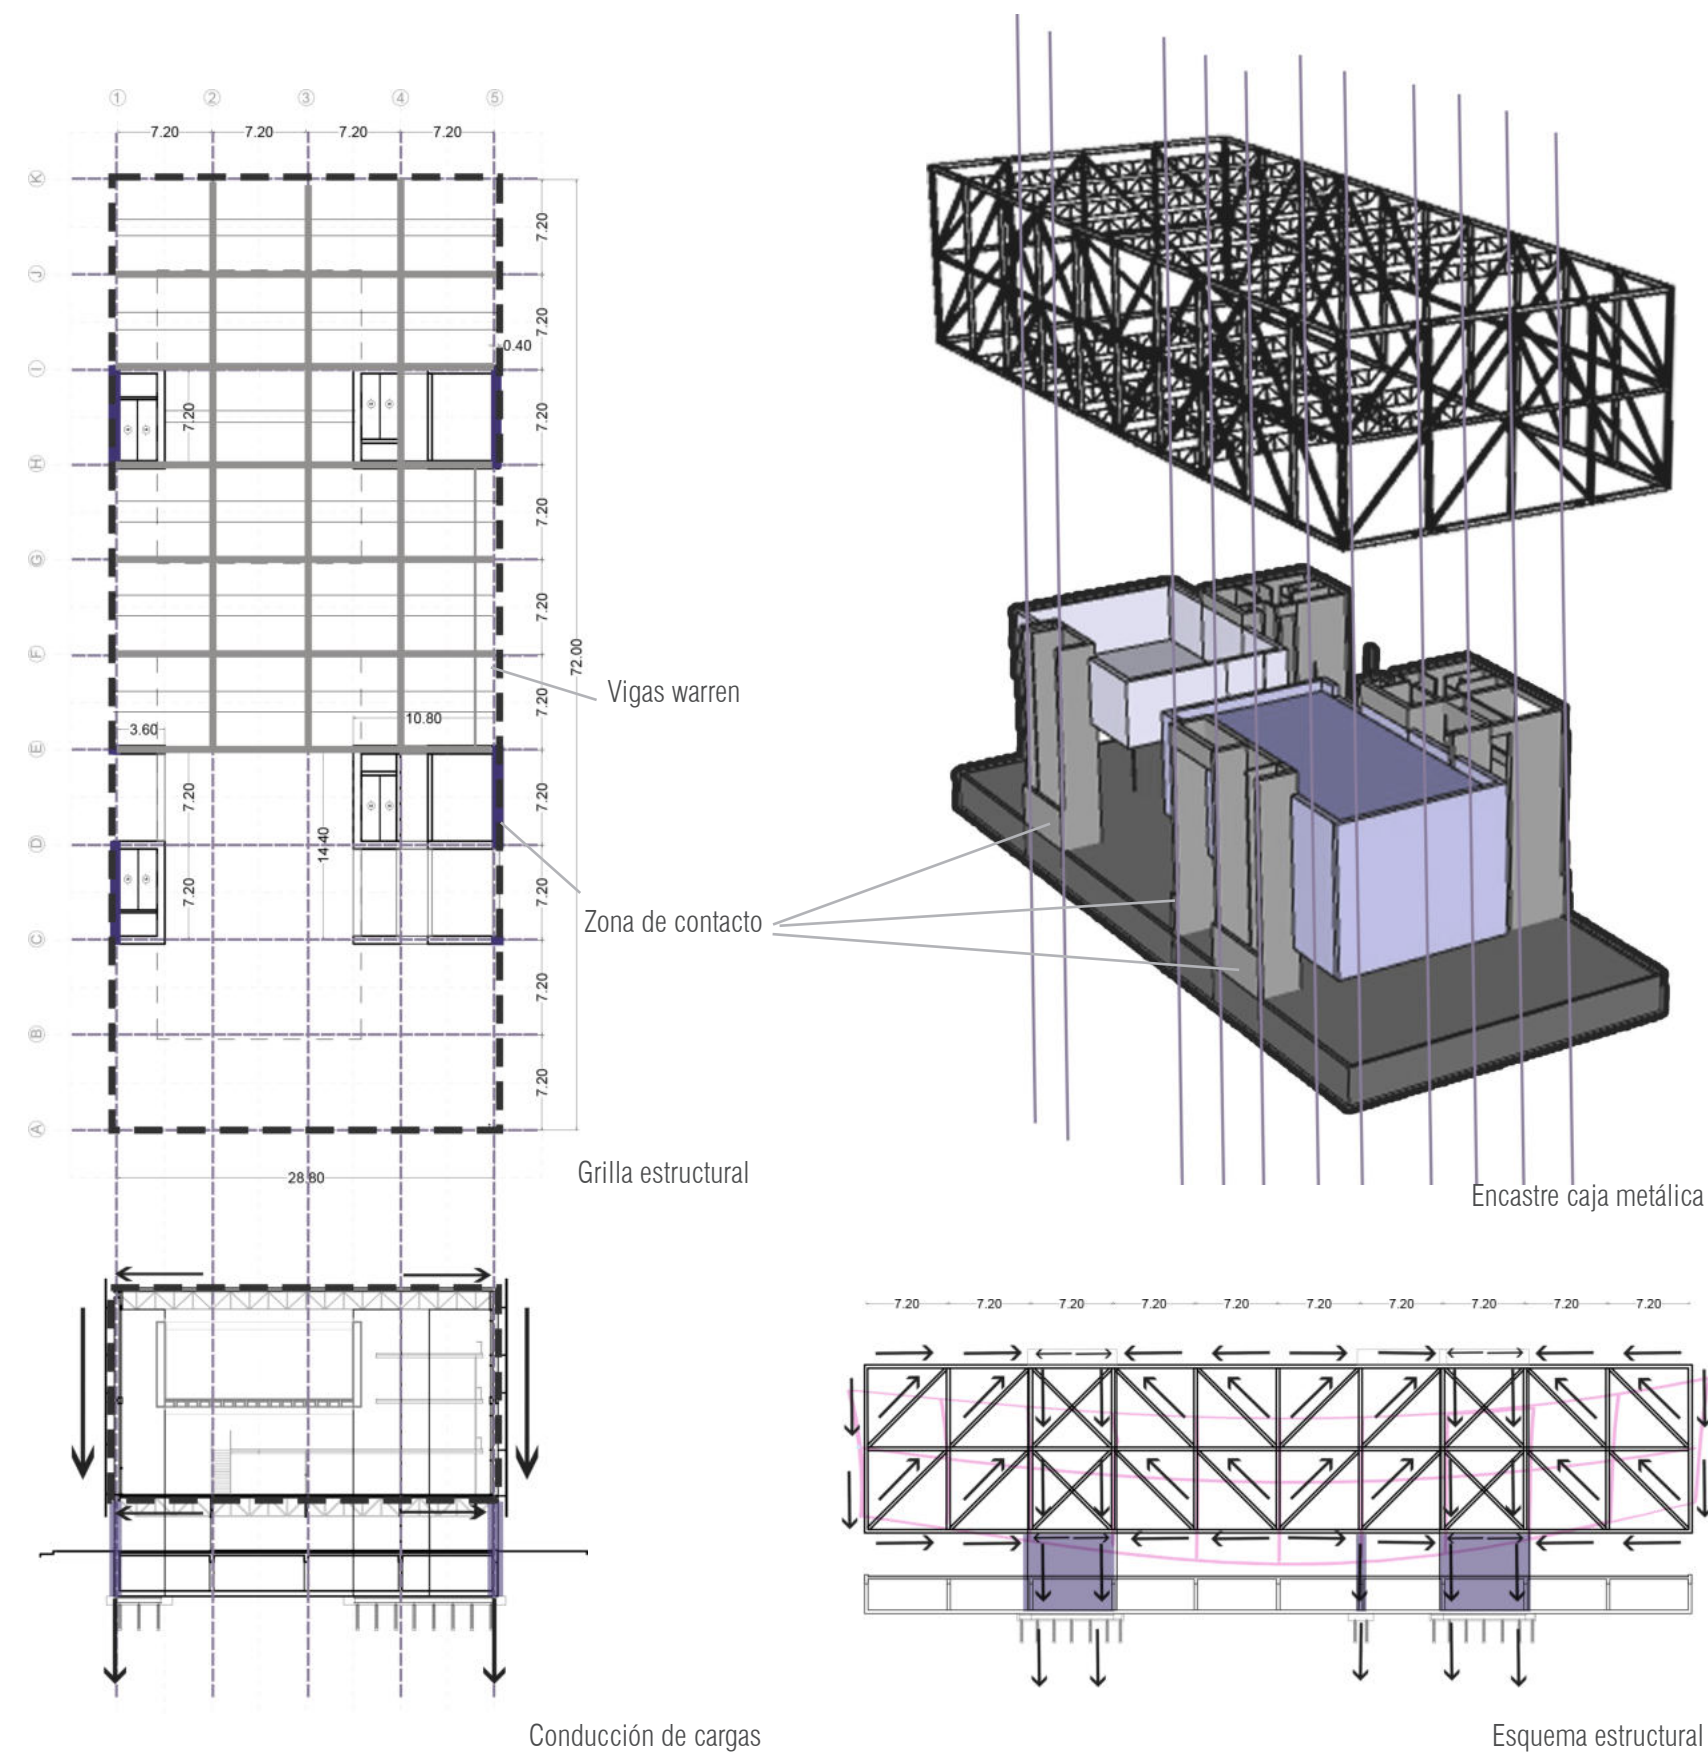 1 2 3 4 5
7.20 7.20 7.20 7.20
K
7.20
J
7.20
0.40
I
7.20
7.20
H
7.20
G
7.20
72.00
F
Vigas warren
7.20
10.80
3.60
E
7.20
7.20
14.40
D
Zona de contacto
7.20
7.20
C
7.20
B
7.20
A
28.80
Grilla estructural
Encastre caja metálica
7.20 7.20 7.20 7.20 7.20 7.20 7.20 7.20 7.20 7.20
Conducción de cargas
Esquema estructural